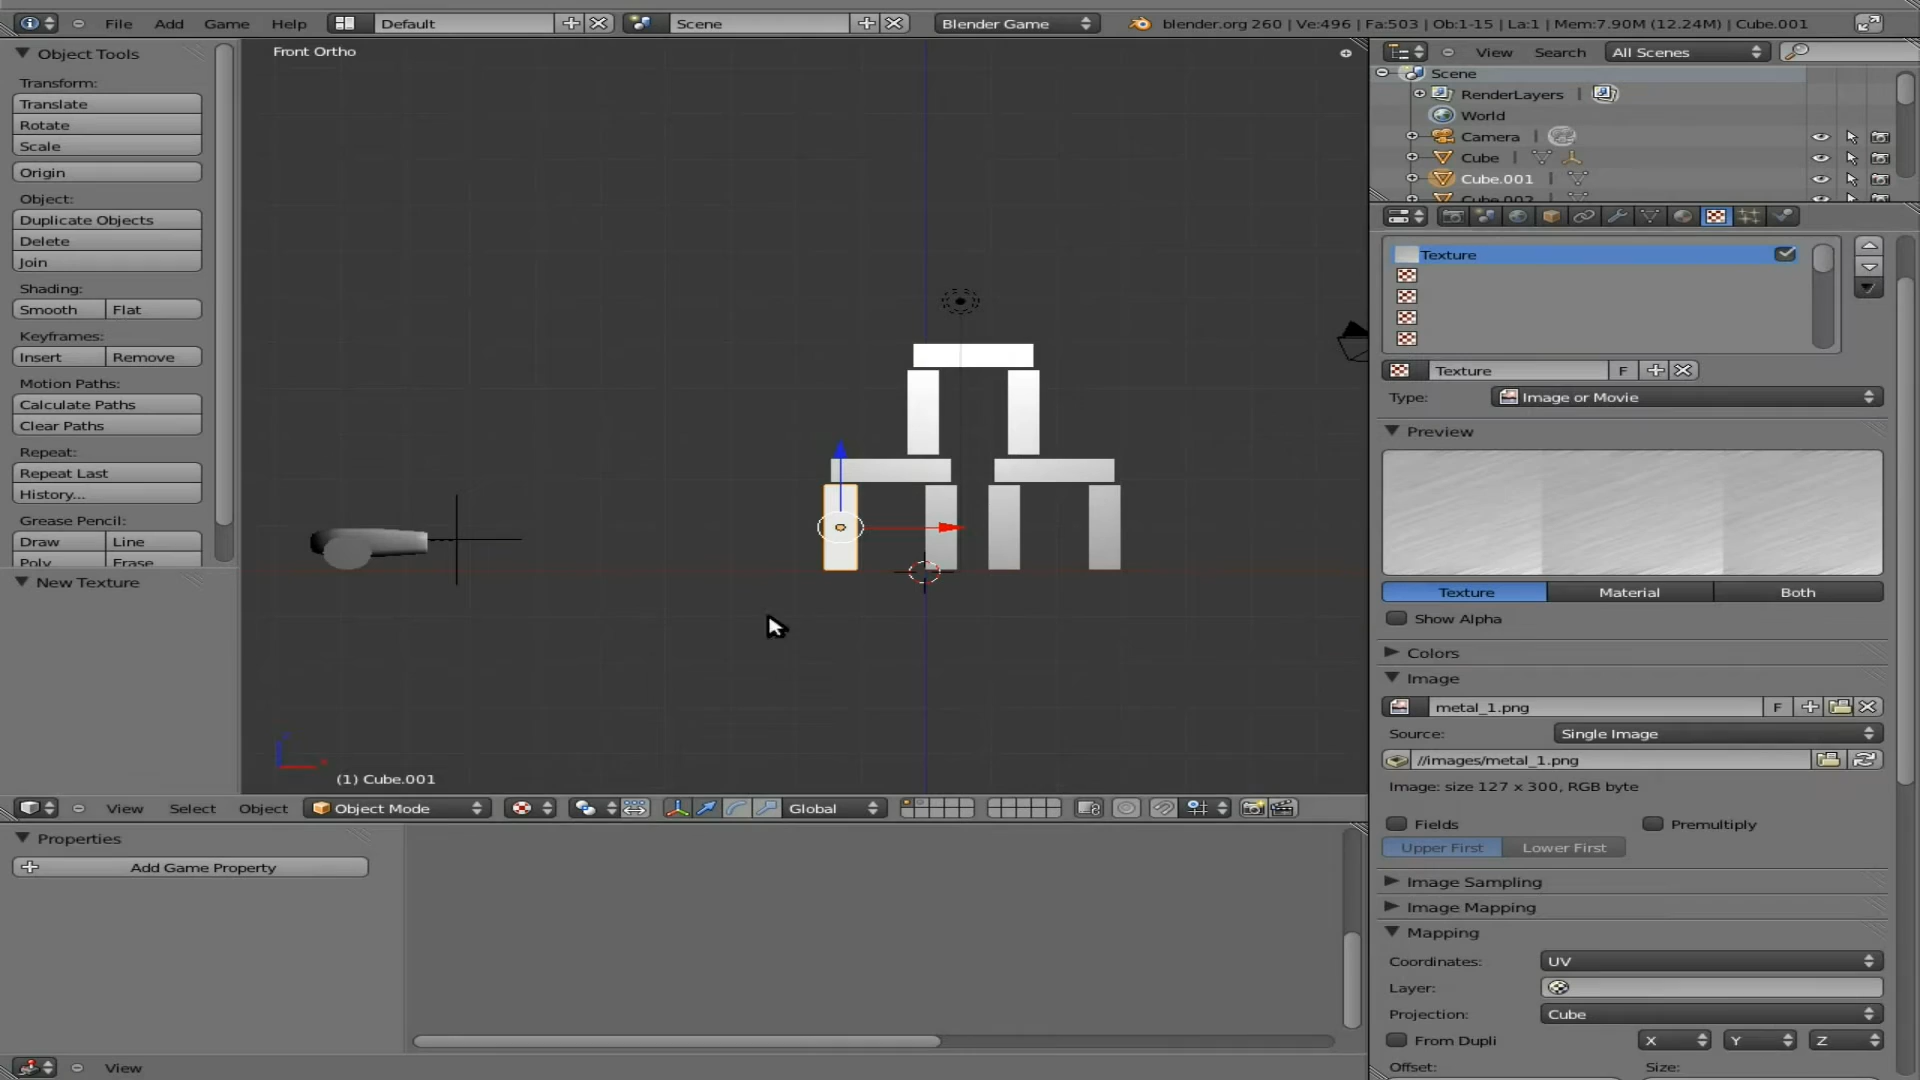 File Add Game Help Default Scene Blender Game blender.org 260 | Ve:496 | Fa:503 | Ob:1-15 | La:1 | Mem:7.90M (12.24M) | Cube.001
Object Tools
Transform:
Translate
Rotate
Scale
Origin
Object:
Duplicate Objects
Delete
Join
Shading:
Smooth Flat
Keyframes:
Insert Remove
Motion Paths:
Calculate Paths
Clear Paths
Repeat:
Repeat Last
History...
Grease Pencil:
Draw Line
Poly Erase
New Texture
Front Ortho
(1) Cube.001
View Select Object Object Mode Global
Properties
Add Game Property
View
View Search All Scenes
Scene
RenderLayers |
World
Camera |
Cube |
Cube.001 |
Cube.002
Texture
Texture F
Type: Image or Movie
Preview
Texture Material Both
Show Alpha
Colors
Image
metal_1.png F
Source: Single Image
//images/metal_1.png
Image: size 127 x 300, RGB byte
Fields Premultiply
Upper First Lower First
Image Sampling
Image Mapping
Mapping
Coordinates: UV
Layer:
Projection: Cube
From Dupli X Y Z
Offset: Size: